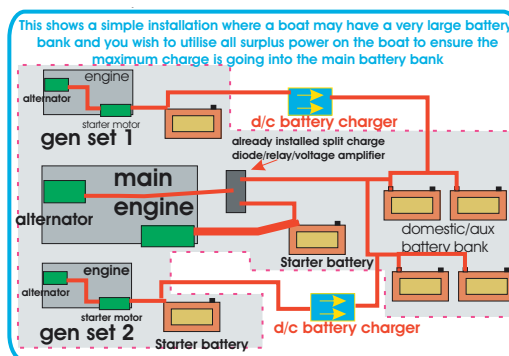 This shows a simple installation where a boat may have a very large battery
bank and you wish to utilise all surplus power on the boat to ensure the
maximum charge is going into the main battery bank
engine
alternator
starter motor
gen set 1
d/c battery charger
already installed split charge
diode/relay/voltage amplifier
main
engine
alternator
Starter battery
domestic/aux
battery bank
engine
alternator
starter motor
gen set 2
Starter battery
d/c battery charger